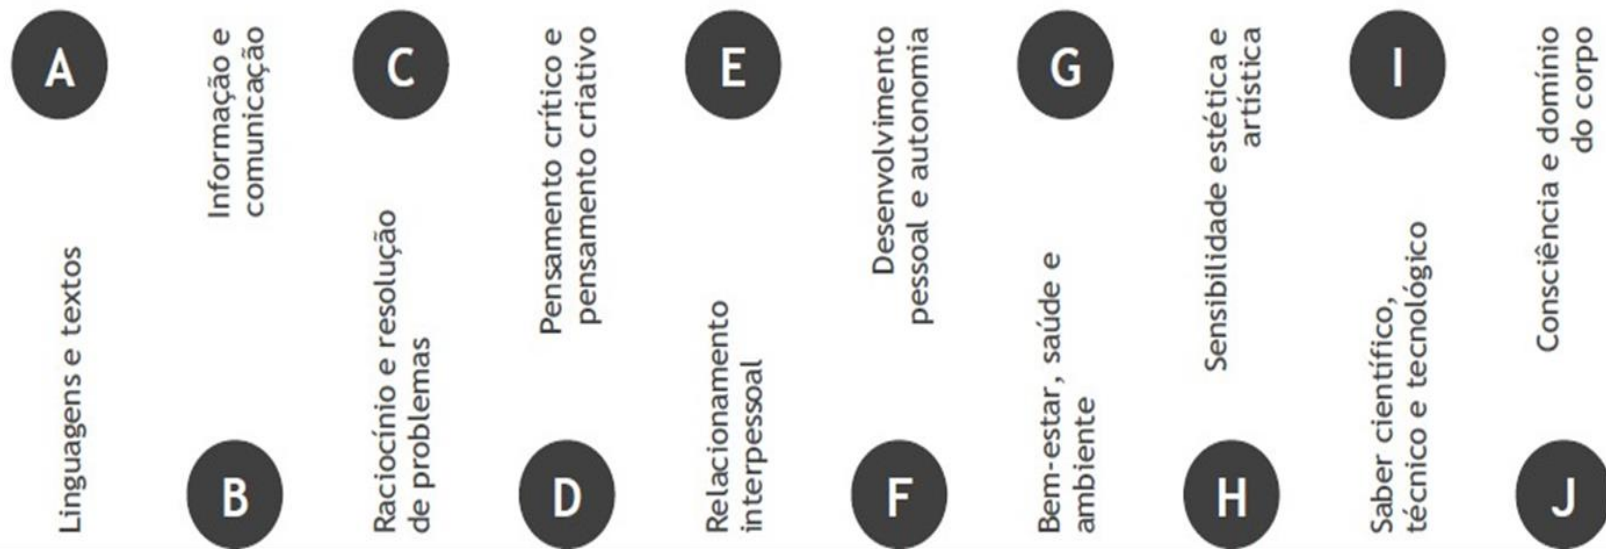 A
Linguagens e textos
B
Informação e
comunicação
C
Raciocínio e resolução
de problemas
D
Pensamento crítico e
pensamento criativo
E
Relacionamento
interpessoal
F
Desenvolvimento
pessoal e autonomia
G
Bem-estar, saúde e
ambiente
H
Sensibilidade estética e
artística
I
Saber científico,
técnico e tecnológico
J
Consciência e domínio
do corpo